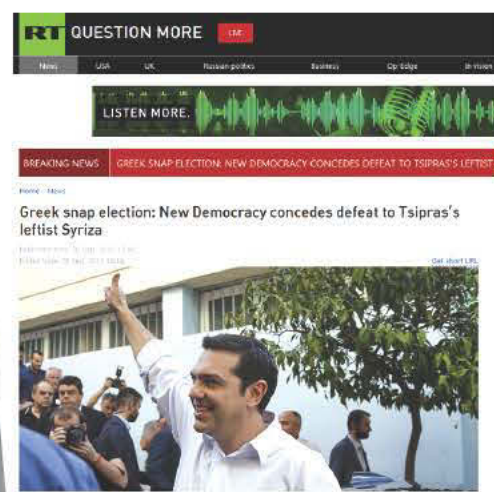 RT QUESTION MORE LIVE
News USA UK Russian politics Business Op-Edge In vision
LISTEN MORE.
BREAKING NEWS GREEK SNAP ELECTION: NEW DEMOCRACY CONCEDES DEFEAT TO TSIPRAS'S LEFTIST
Home News
Greek snap election: New Democracy concedes defeat to Tsipras's
leftist Syriza
Get short URL